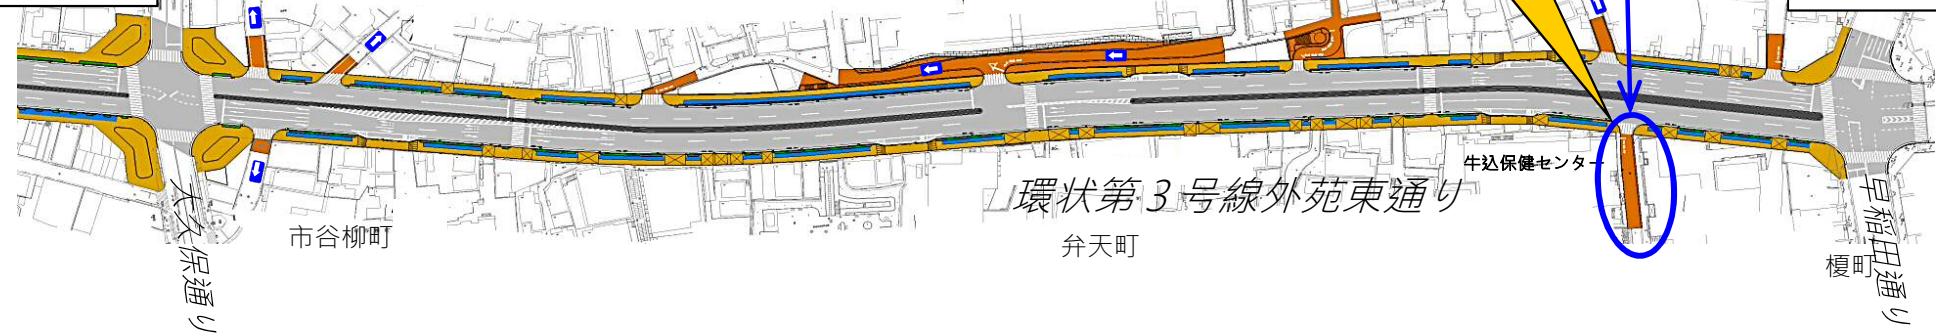 牛込保健センター
環状第3号線外苑東通り
市谷柳町
弁天町
榎町
大久保通り
早稲田通り